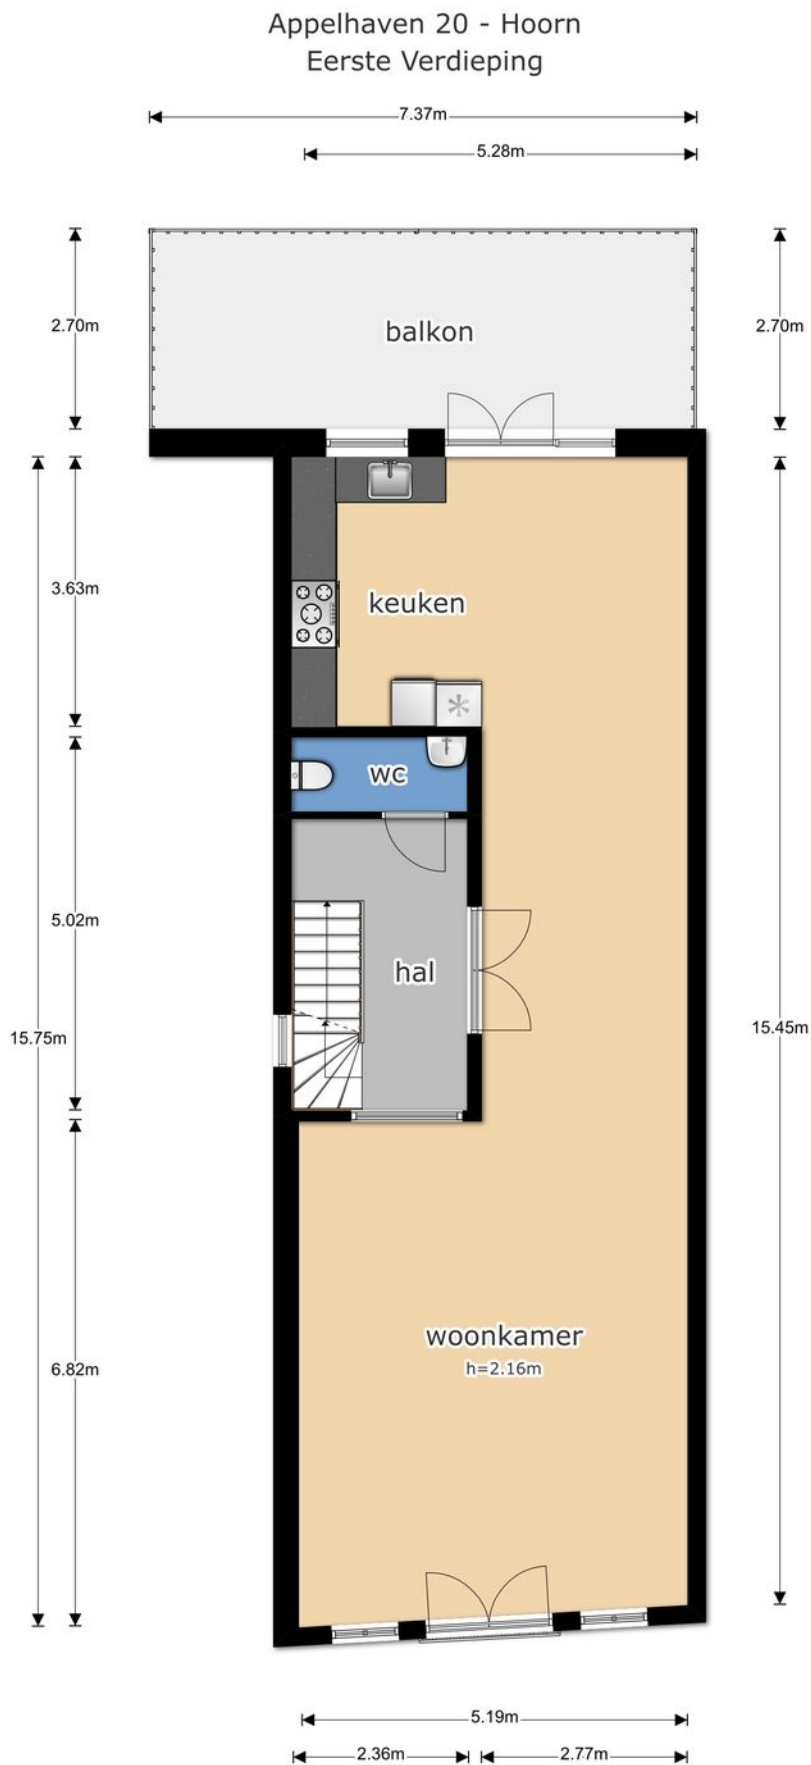 Appelhaven 20 - Hoorn
Eerste Verdieping
7.37m
5.28m
2.70m
balkon
2.70m
3.63m
keuken
wc
5.02m
hal
15.75m
15.45m
woonkamer
h=2.16m
6.82m
5.19m
2.36m
2.77m